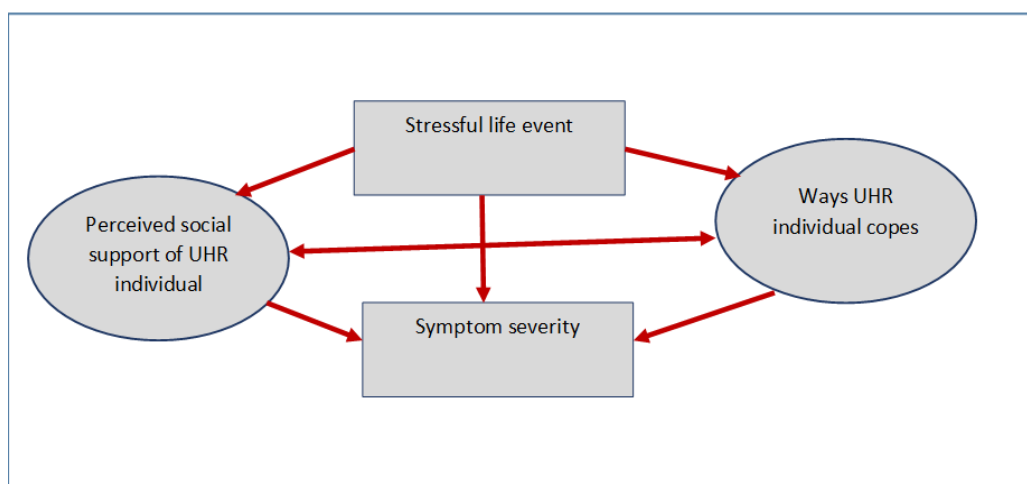 Stressful life event
Perceived social
support of UHR
individual
Ways UHR
individual copes
Symptom severity